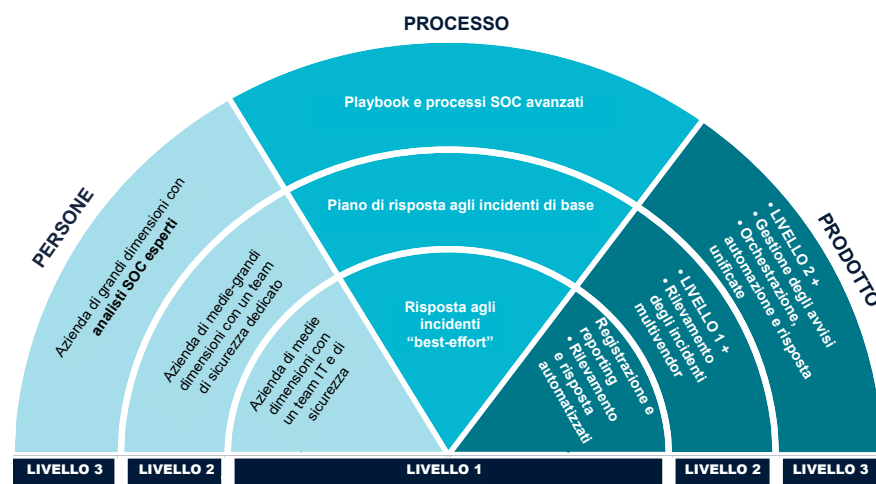 PROCESSO
Playbook e processi SOC avanzati
Piano di risposta agli incidenti di base
Risposta agli
incidenti
“best-effort”
PERSONE
Azienda di grandi dimensioni con
analisti SOC esperti
Azienda di medie-grandi
dimensioni con un team
di sicurezza dedicato
Azienda di medie
dimensioni con
un team IT e di
sicurezza
PRODOTTO
• LIVELLO 2 +
• Gestione degli avvisi
• Orchestrazione,
automazione e risposta
unificate
• LIVELLO 1 +
• Rilevamento
degli incidenti
multivendor
Registrazione e
reporting
• Rilevamento
e risposta
automatizzati
LIVELLO 3
LIVELLO 2
LIVELLO 1
LIVELLO 2
LIVELLO 3